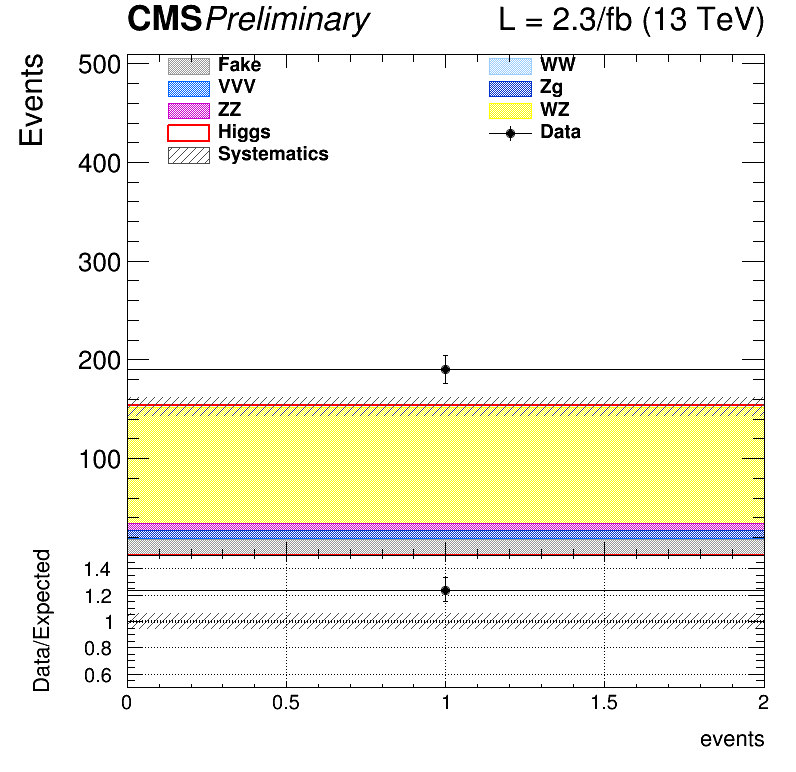 CMS Preliminary L = 2.3/fb (13 TeV)
Events
500
400
300
200
100
Fake WW
VVV Zg
ZZ WZ
Higgs Data
Systematics
Data/Expected
1.4
1.2
1
0.8
0.6
0 0.5 1 1.5 2
events